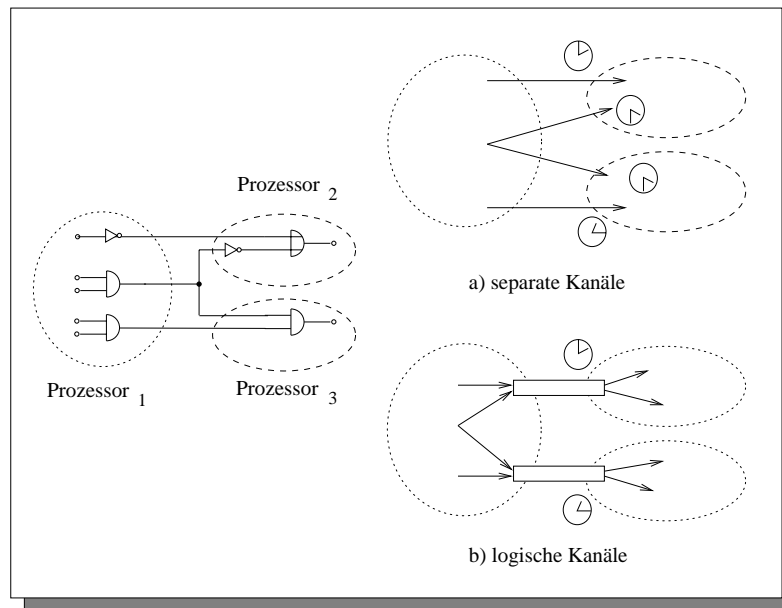 Prozessor 2
Prozessor 1
Prozessor 3
a) separate Kanäle
b) logische Kanäle